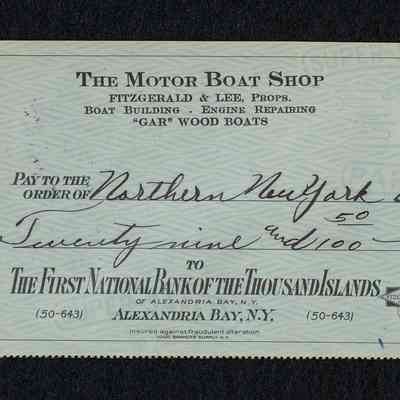 THE MOTOR BOAT SHOP
FITZGERALD & LEE, PROPS.
BOAT BUILDING - ENGINE REPAIRING
"GAR" WOOD BOATS
PAY TO THE
ORDER OF Northern New York
50
Twenty nine and 100
TO
THE FIRST NATIONAL BANK OF THE THOUSAND ISLANDS
OF ALEXANDRIA BAY, N.Y.
(50-643) ALEXANDRIA BAY, N.Y. (50-643)
Insured against fraudulent alteration